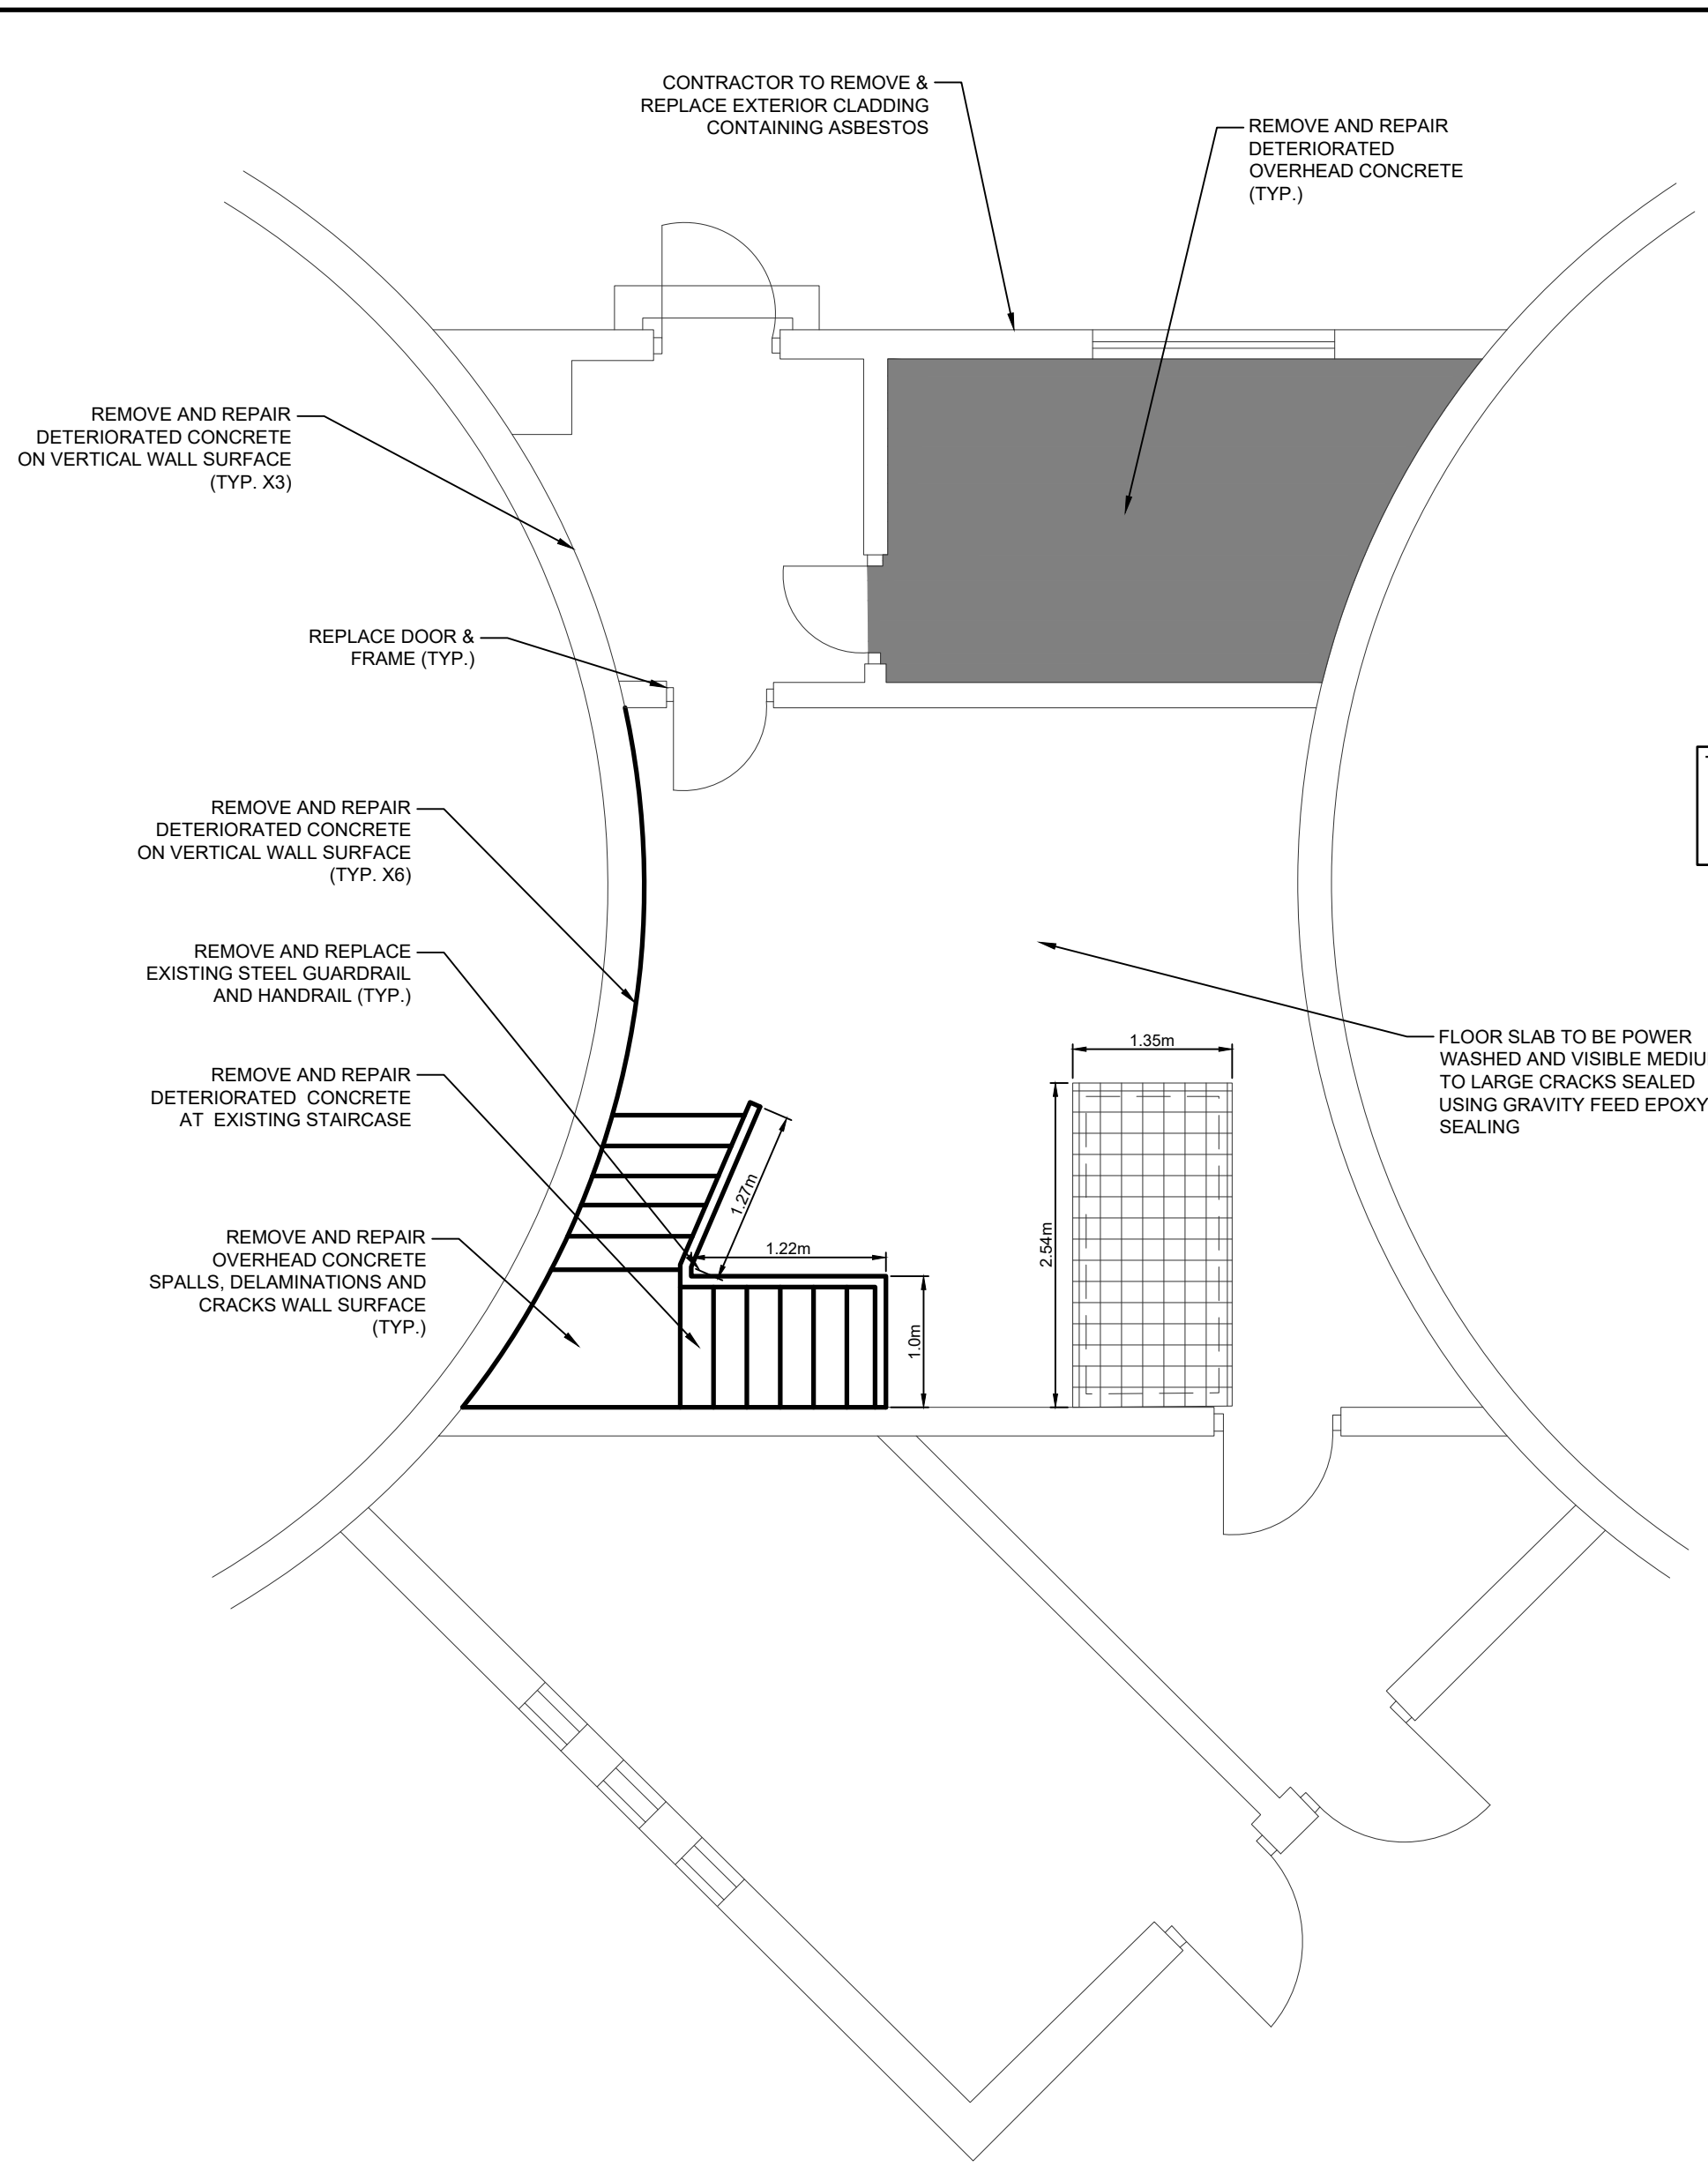 CONTRACTOR TO REMOVE &
REPLACE EXTERIOR CLADDING
CONTAINING ASBESTOS
REMOVE AND REPAIR
DETERIORATED
OVERHEAD CONCRETE
(TYP.)
REMOVE AND REPAIR
DETERIORATED CONCRETE
ON VERTICAL WALL SURFACE
(TYP. X3)
REPLACE DOOR &
FRAME (TYP.)
REMOVE AND REPAIR
DETERIORATED CONCRETE
ON VERTICAL WALL SURFACE
(TYP. X6)
REMOVE AND REPLACE
EXISTING STEEL GUARDRAIL
AND HANDRAIL (TYP.)
REMOVE AND REPAIR
DETERIORATED CONCRETE
AT EXISTING STAIRCASE
REMOVE AND REPAIR
OVERHEAD CONCRETE
SPALLS, DELAMINATIONS AND
CRACKS WALL SURFACE
(TYP.)
1.27m
1.22m
1.0m
1.35m
2.54m
FLOOR SLAB TO BE POWER
WASHED AND VISIBLE MEDIU
TO LARGE CRACKS SEALED
USING GRAVITY FEED EPOXY
SEALING